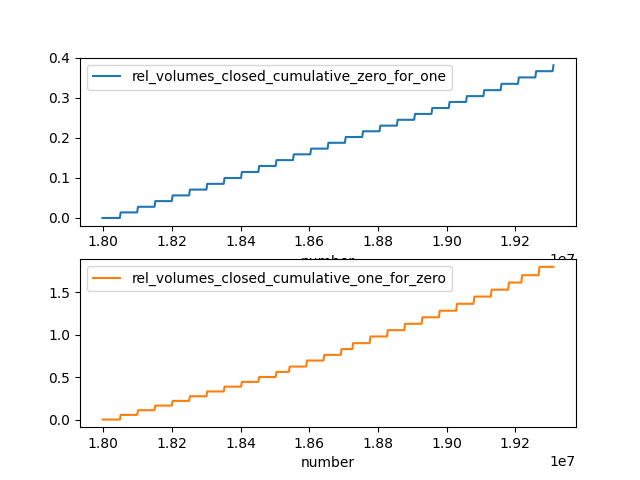 rel_volumes_closed_cumulative_zero_for_one
0.4
0.3
0.2
0.1
0.0
1.80 1.82 1.84 1.86 1.88 1.90 1.92
number 1e7
rel_volumes_closed_cumulative_one_for_zero
1.5
1.0
0.5
0.0
1.80 1.82 1.84 1.86 1.88 1.90 1.92
number 1e7